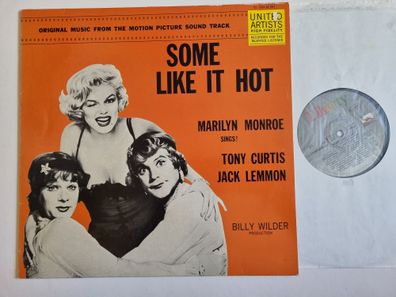 UNITED
ARTISTS
HIGH FIDELITY
ORIGINAL MUSIC FROM THE MOTION PICTURE SOUND TRACK
SOME
LIKE IT HOT
MARILYN MONROE
SINGS!
TONY CURTIS
JACK LEMMON
BILLY WILDER
PRODUCTION
Liberty